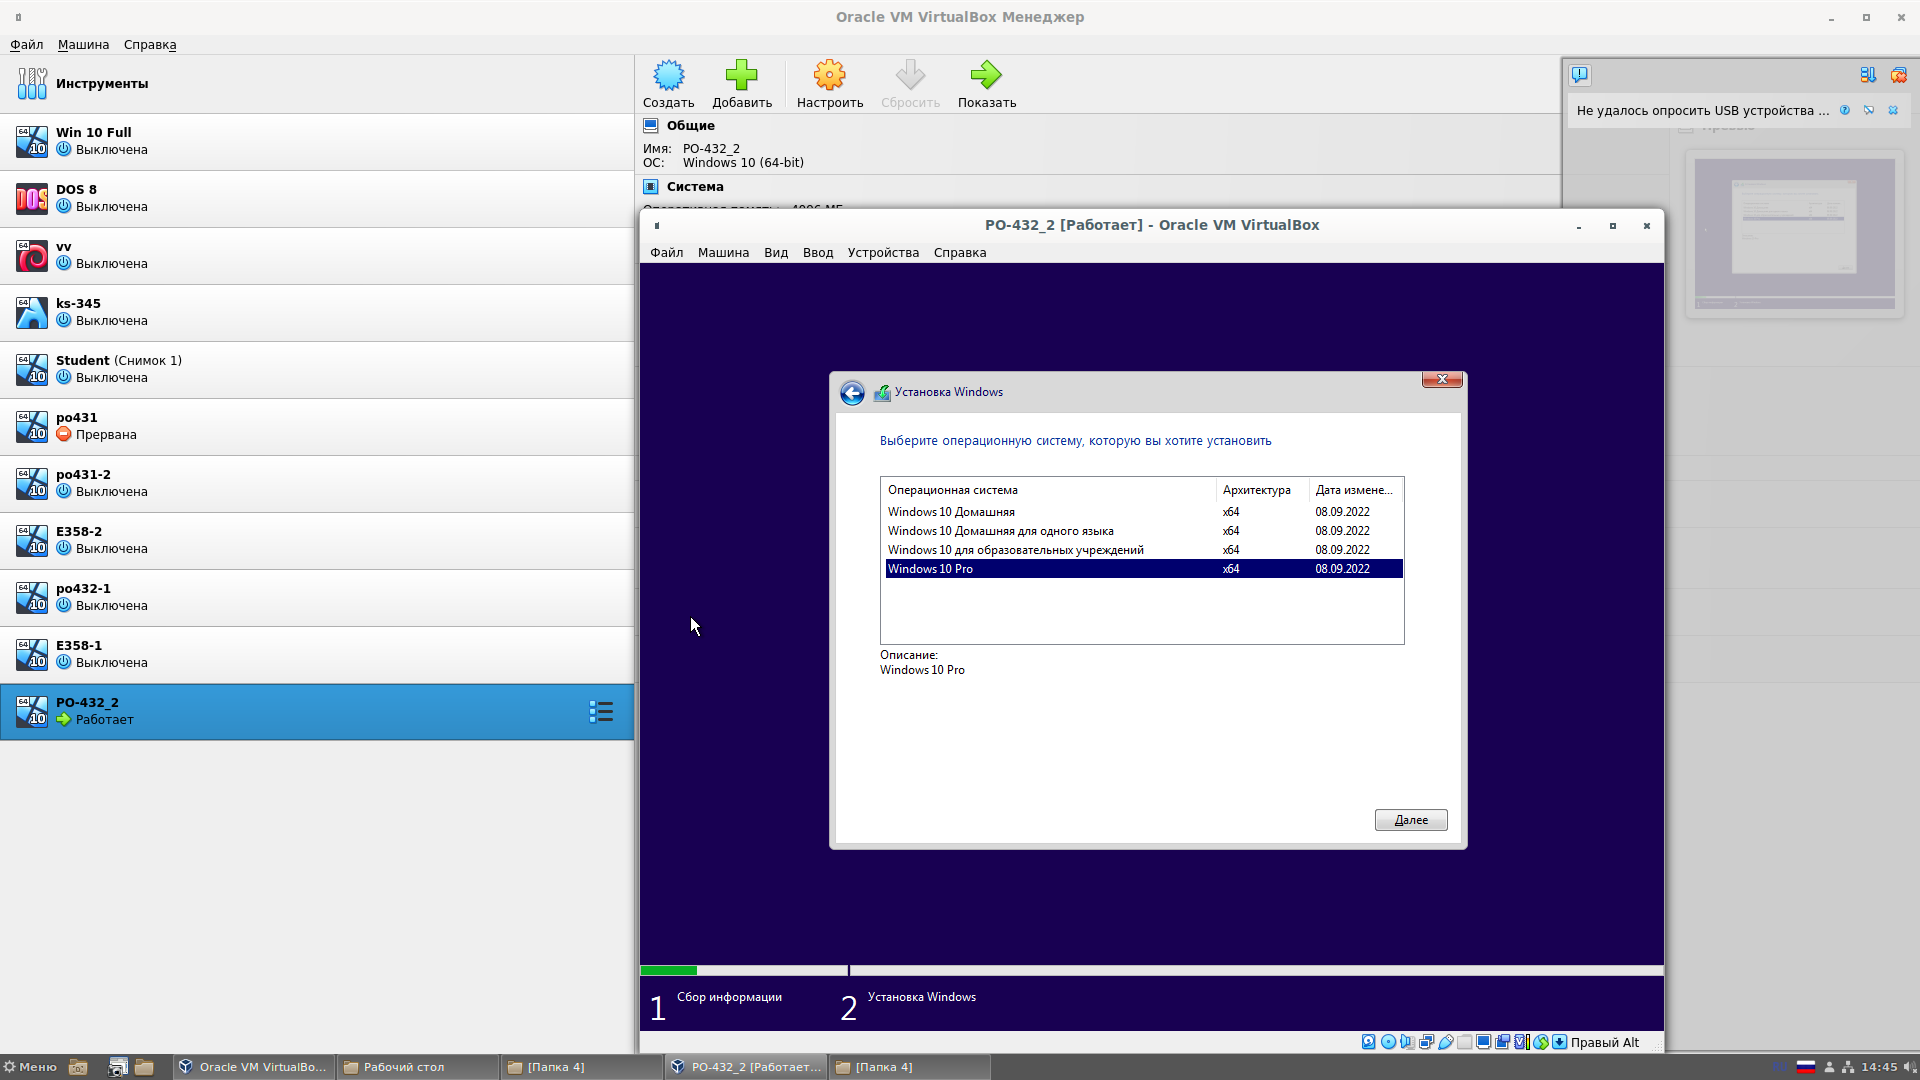 Oracle VM VirtualBox Менеджер
Файл Машина Справка
Инструменты
Создать Добавить Настроить Сбросить Показать
Win 10 Full
Выключена
DOS 8
Выключена
vv
Выключена
ks-345
Выключена
Student (Снимок 1)
Выключена
po431
Прервана
po431-2
Выключена
E358-2
Выключена
po432-1
Выключена
E358-1
Выключена
PO-432_2
Работает
Общие
Имя: PO-432_2
ОС: Windows 10 (64-bit)
Система
Не удалось опросить USB устройства ...
PO-432_2 [Работает] - Oracle VM VirtualBox
Файл Машина Вид Ввод Устройства Справка
Установка Windows
Выберите операционную систему, которую вы хотите установить
Операционная система Архитектура Дата измене...
Windows 10 Домашняя x64 08.09.2022
Windows 10 Домашняя для одного языка x64 08.09.2022
Windows 10 для образовательных учреждений x64 08.09.2022
Windows 10 Pro x64 08.09.2022
Описание:
Windows 10 Pro
Далее
1 Сбор информации 2 Установка Windows
Правый Alt
Меню Oracle VM VirtualBo... Рабочий стол [Папка 4] PO-432_2 [Работает... [Папка 4] 14:45